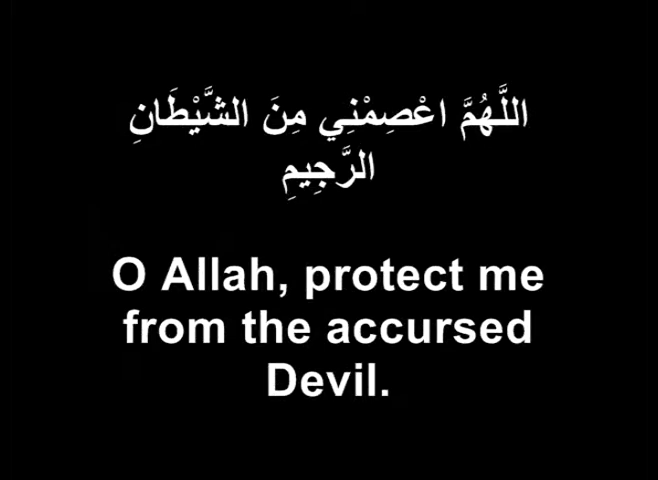 اللَّهُمَّ اعْصِمْنِي مِنَ الشَّيْطَانِ
الرَّجِيمِ
O Allah, protect me
from the accursed
Devil.